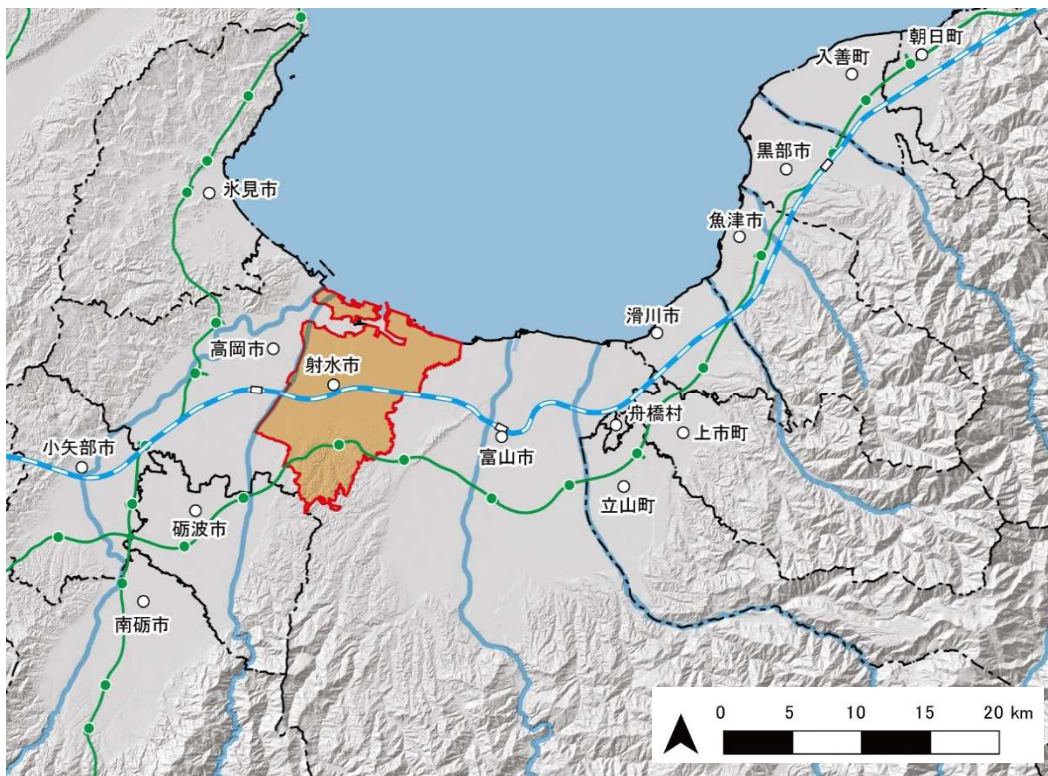 朝日町
入善町
黒部市
氷見市
魚津市
滑川市
高岡市
射水市
舟橋村
上市町
小矢部市
富山市
立山町
砺波市
南砺市
0 5 10 15 20 km